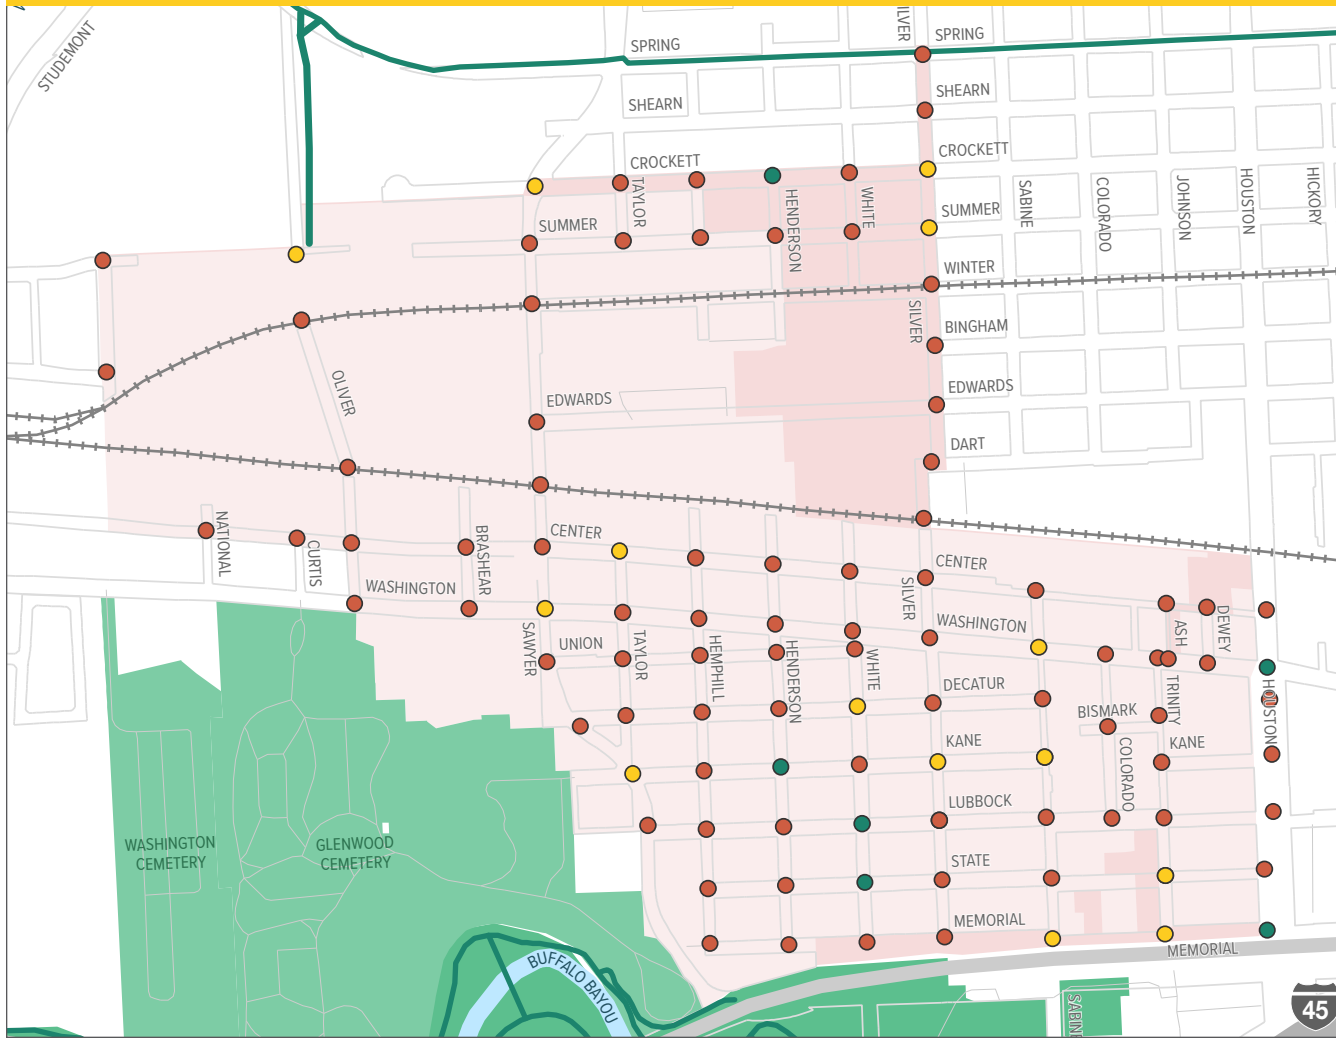 STUDEMONT
SPRING
ILVER
SPRING
SHEARN
SHEARN
CROCKETT
CROCKETT
TAYLOR
HENDERSON
WHITE
SUMMER
SUMMER
SABINE
COLORADO
JOHNSON
HOUSTON
HICKORY
WINTER
SILVER
BINGHAM
OLIVER
EDWARDS
EDWARDS
DART
NATIONAL
CURTIS
BRASHEAR
CENTER
CENTER
WASHINGTON
SILVER
WASHINGTON
SAWYER
UNION
TAYLOR
HEMPHILL
HENDERSON
WHITE
ASH
DEWEY
DECATUR
TRINITY
HOUSTON
BISMARK
KANE
COLORADO
KANE
LUBBOCK
WASHINGTON
CEMETERY
GLENWOOD
CEMETERY
STATE
MEMORIAL
MEMORIAL
BUFFALO BAYOU
SABIN
45